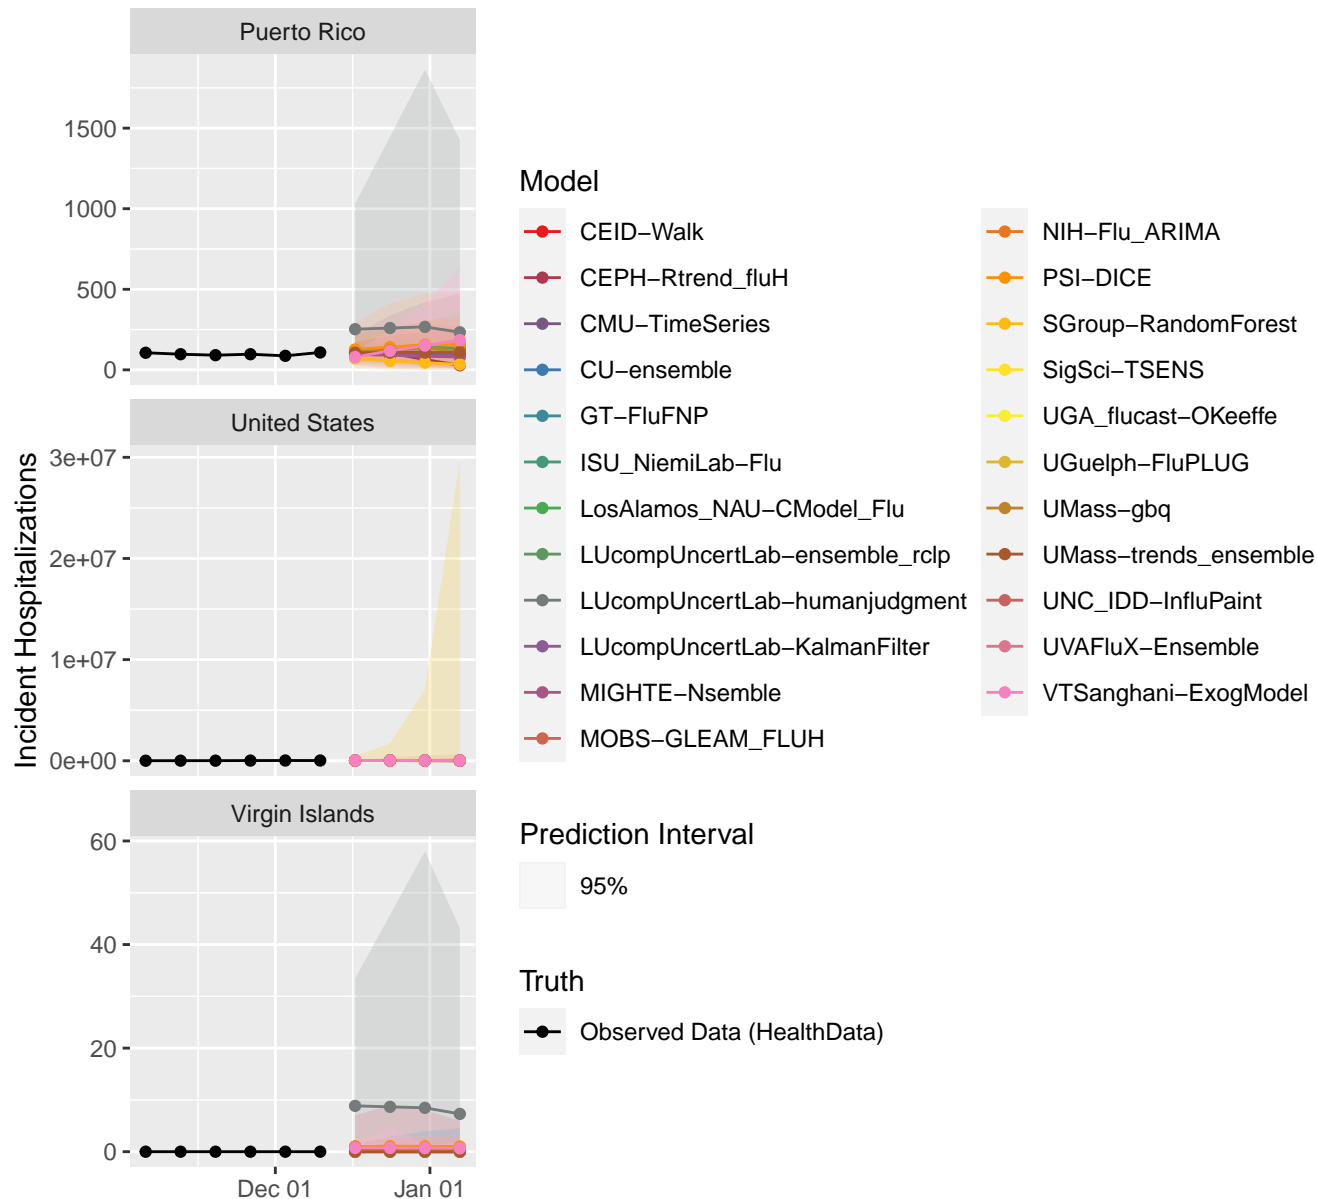 Puerto Rico
1500
1000
500
0
United States
3e+07
2e+07
1e+07
0e+00
Virgin Islands
60
40
20
0
Dec 01
Jan 01
Incident Hospitalizations
Model
CEID−Walk
CEPH−Rtrend_fluH
CMU−TimeSeries
CU−ensemble
GT−FluFNP
ISU_NiemiLab−Flu
LosAlamos_NAU−CModel_Flu
LUcompUncertLab−ensemble_rclp
LUcompUncertLab−humanjudgment
LUcompUncertLab−KalmanFilter
MIGHTE−Nsemble
MOBS−GLEAM_FLUH
NIH−Flu_ARIMA
PSI−DICE
SGroup−RandomForest
SigSci−TSENS
UGA_flucast−OKeeffe
UGuelph−FluPLUG
UMass−gbq
UMass−trends_ensemble
UNC_IDD−InfluPaint
UVAFluX−Ensemble
VTSanghani−ExogModel
Prediction Interval
95%
Truth
Observed Data (HealthData)